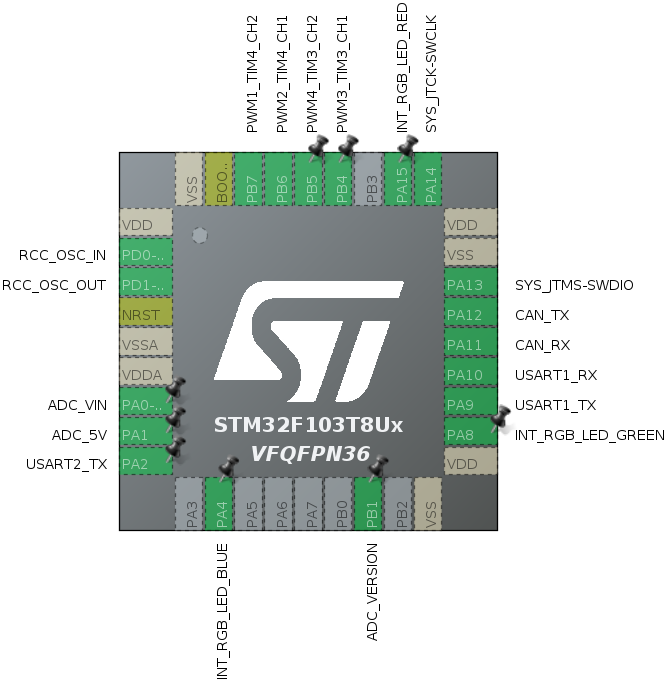 PWM1_TIM4_CH2
PWM2_TIM4_CH1
PWM4_TIM3_CH2
PWM3_TIM3_CH1
INT_RGB_LED_RED
SYS_JTCK-SWCLK
VSS
BOO..
PB7
PB6
PB5
PB4
PB3
PA15
PA14
VDD
RCC_OSC_IN PD0-..
RCC_OSC_OUT PD1-..
NRST
VSSA
VDDA
ADC_VIN PA0-..
ADC_5V PA1
USART2_TX PA2
VDD
VSS
PA13 SYS_JTMS-SWDIO
PA12 CAN_TX
PA11 CAN_RX
PA10 USART1_RX
PA9 USART1_TX
PA8 INT_RGB_LED_GREEN
VDD
ST
STM32F103T8Ux
VFQFPN36
PA3
PA4
PA5
PA6
PA7
PB0
PB1
PB2
VSS
INT_RGB_LED_BLUE
ADC_VERSION